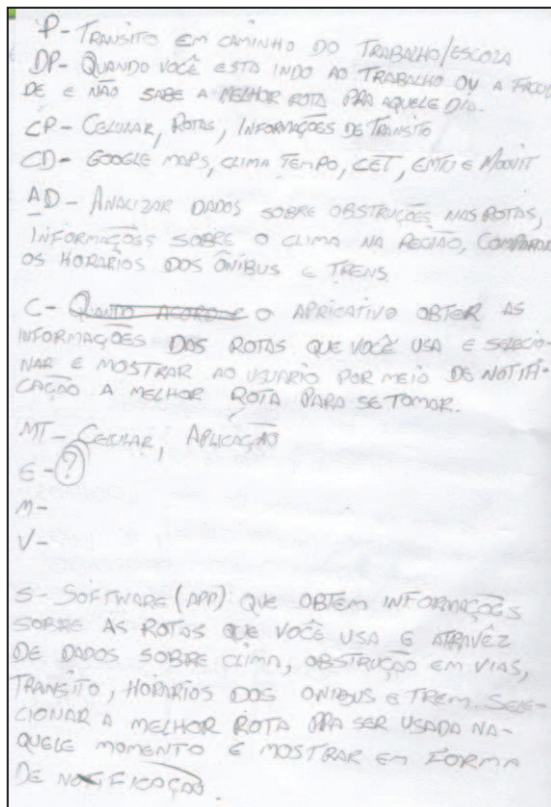 P- TRANSITO EM CAMINHO DO TRABALHO/ESCOLA
DP- QUANDO VOCÊ ESTA INDO AO TRABALHO OU A FACUL
DE E NÃO SABE A MELHOR ROTA PRA AQUELE DIA.
CP- CELULAR, ROTAS, INFORMAÇÕES DE TRANSITO
CD- GOOGLE MAPS, CLIMA TEMPO, CET, EMTU E MOOVIT
AD- ANALIZAR DADOS SOBRE OBSTRUÇÕES NAS ROTAS,
INFORMAÇÕES SOBRE O CLIMA NA REGIÃO, COMPARAR
OS HORARIOS DOS ÔNIBUS E TRENS.
C- QUANTO ACORDO E O APRICATIVO OBTER AS
INFORMAÇÕES DAS ROTAS QUE VOCÊ USA E SELECIO-
NAR E MOSTRAR AO USUARIO POR MEIO DE NOTIFI-
CAÇÃO A MELHOR ROTA PARA SE TOMAR.
MT- CELULAR, APLICAÇÃO
E- ?
M-
V-
S- SOFTWARE (APP) QUE OBTEM INFORMAÇÕES
SOBRE AS ROTAS QUE VOCÊ USA E ATRAVÉZ
DE DADOS SOBRE CLIMA, OBSTRUÇÃO EM VIAS,
TRANSITO, HORARIOS DOS ONIBUS E TREM. SELE-
CIONAR A MELHOR ROTA PRA SER USADA NA-
QUELE MOMENTO E MOSTRAR EM FORMA
DE NOTIFICAÇÃO.